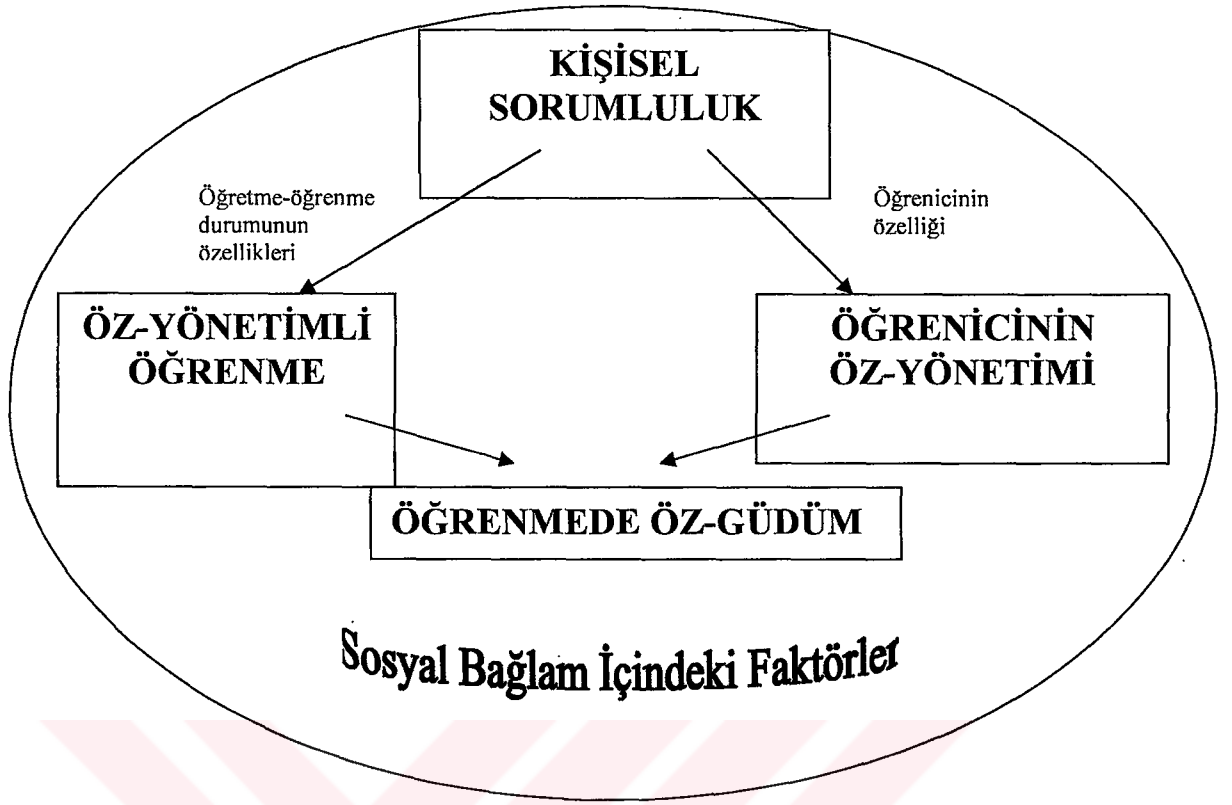 KİŞİSEL
SORUMLULUK
Öğretme-öğrenme
durumunun
özellikleri
Öğrenicinin
özelliği
ÖZ-YÖNETİMLİ
ÖĞRENME
ÖĞRENİCİNİN
ÖZ-YÖNETİMİ
ÖĞRENMEDE ÖZ-GÜDÜM
Sosyal Bağlam İçindeki Faktörler